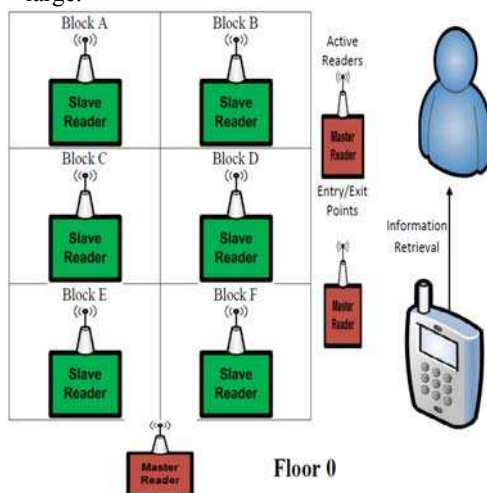 large.
Block A
Block B
Slave
Reader
Slave
Reader
Active
Readers
Master
Reader
Entry/Exit
Points
Block C
Block D
Slave
Reader
Slave
Reader
Information
Retrieval
Block E
Block F
Slave
Reader
Slave
Reader
Master
Reader
Master
Reader
Floor 0